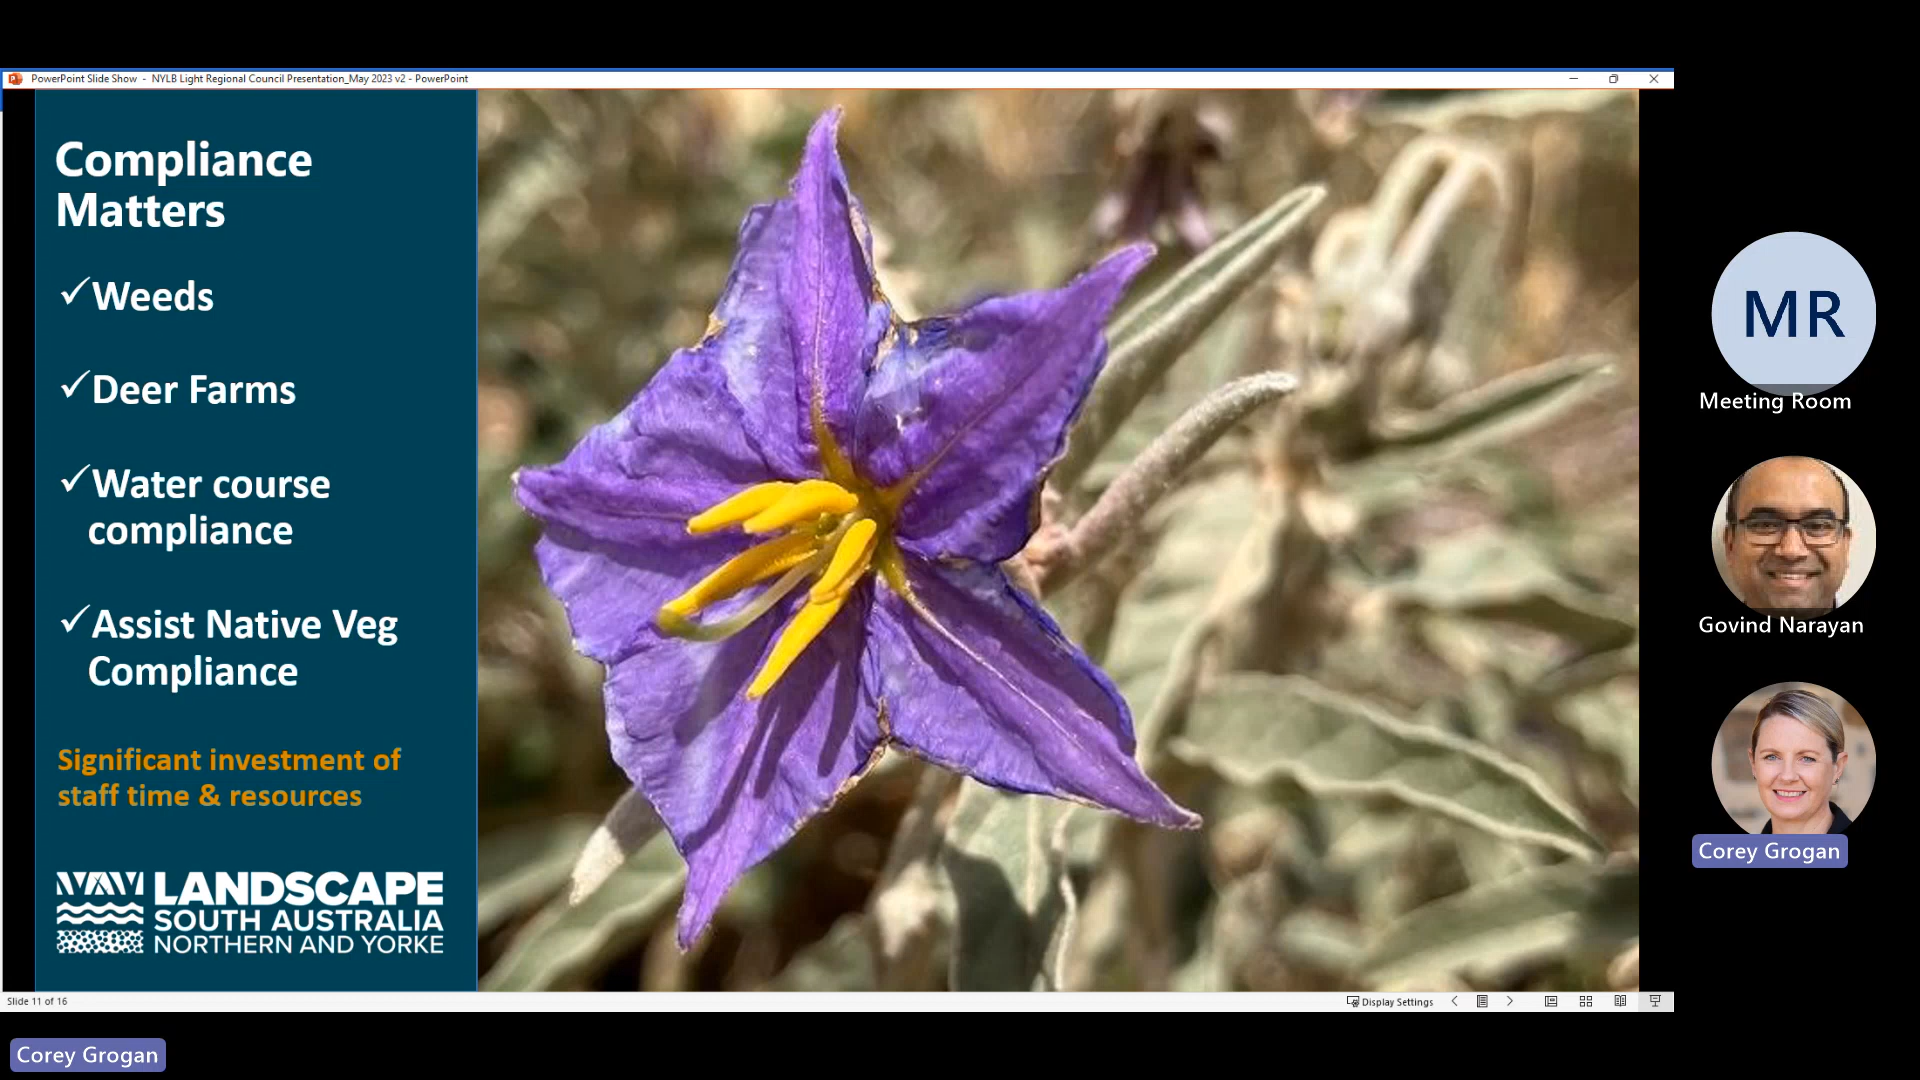 PowerPoint Slide Show - NYLB Light Regional Council Presentation_May 2023 v2 - PowerPoint
Compliance
Matters
✓Weeds
✓Deer Farms
✓Water course
compliance
✓Assist Native Veg
Compliance
Significant investment of
staff time & resources
LANDSCAPE
SOUTH AUSTRALIA
NORTHERN AND YORKE
MR
Meeting Room
Govind Narayan
Corey Grogan
Slide 11 of 16
Display Settings
Corey Grogan